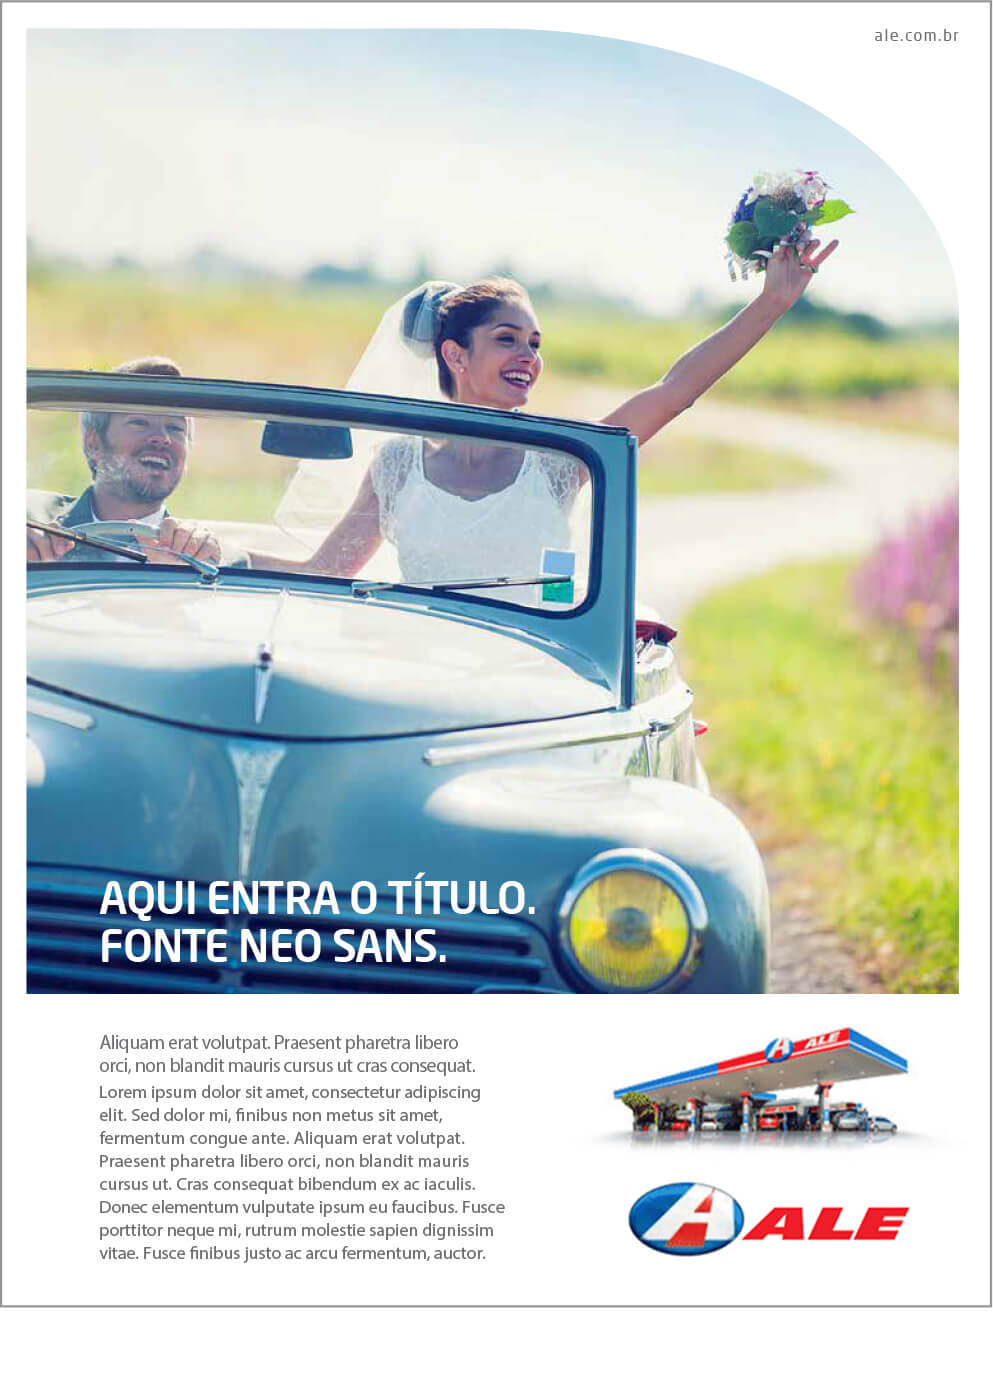 ale.com.br
AQUI ENTRA O TÍTULO.
FONTE NEO SANS.
Aliquam erat volutpat. Praesent pharetra libero
orci, non blandit mauris cursus ut cras consequat.
Lorem ipsum dolor sit amet, consectetur adipiscing
elit. Sed dolor mi, finibus non metus sit amet,
fermentum congue ante. Aliquam erat volutpat.
Praesent pharetra libero orci, non blandit mauris
cursus ut. Cras consequat bibendum ex ac iaculis.
Donec elementum vulputate ipsum eu faucibus. Fusce
porttitor neque mi, rutrum molestie sapien dignissim
vitae. Fusce finibus justo ac arcu fermentum, auctor.
A ALE
A ALE